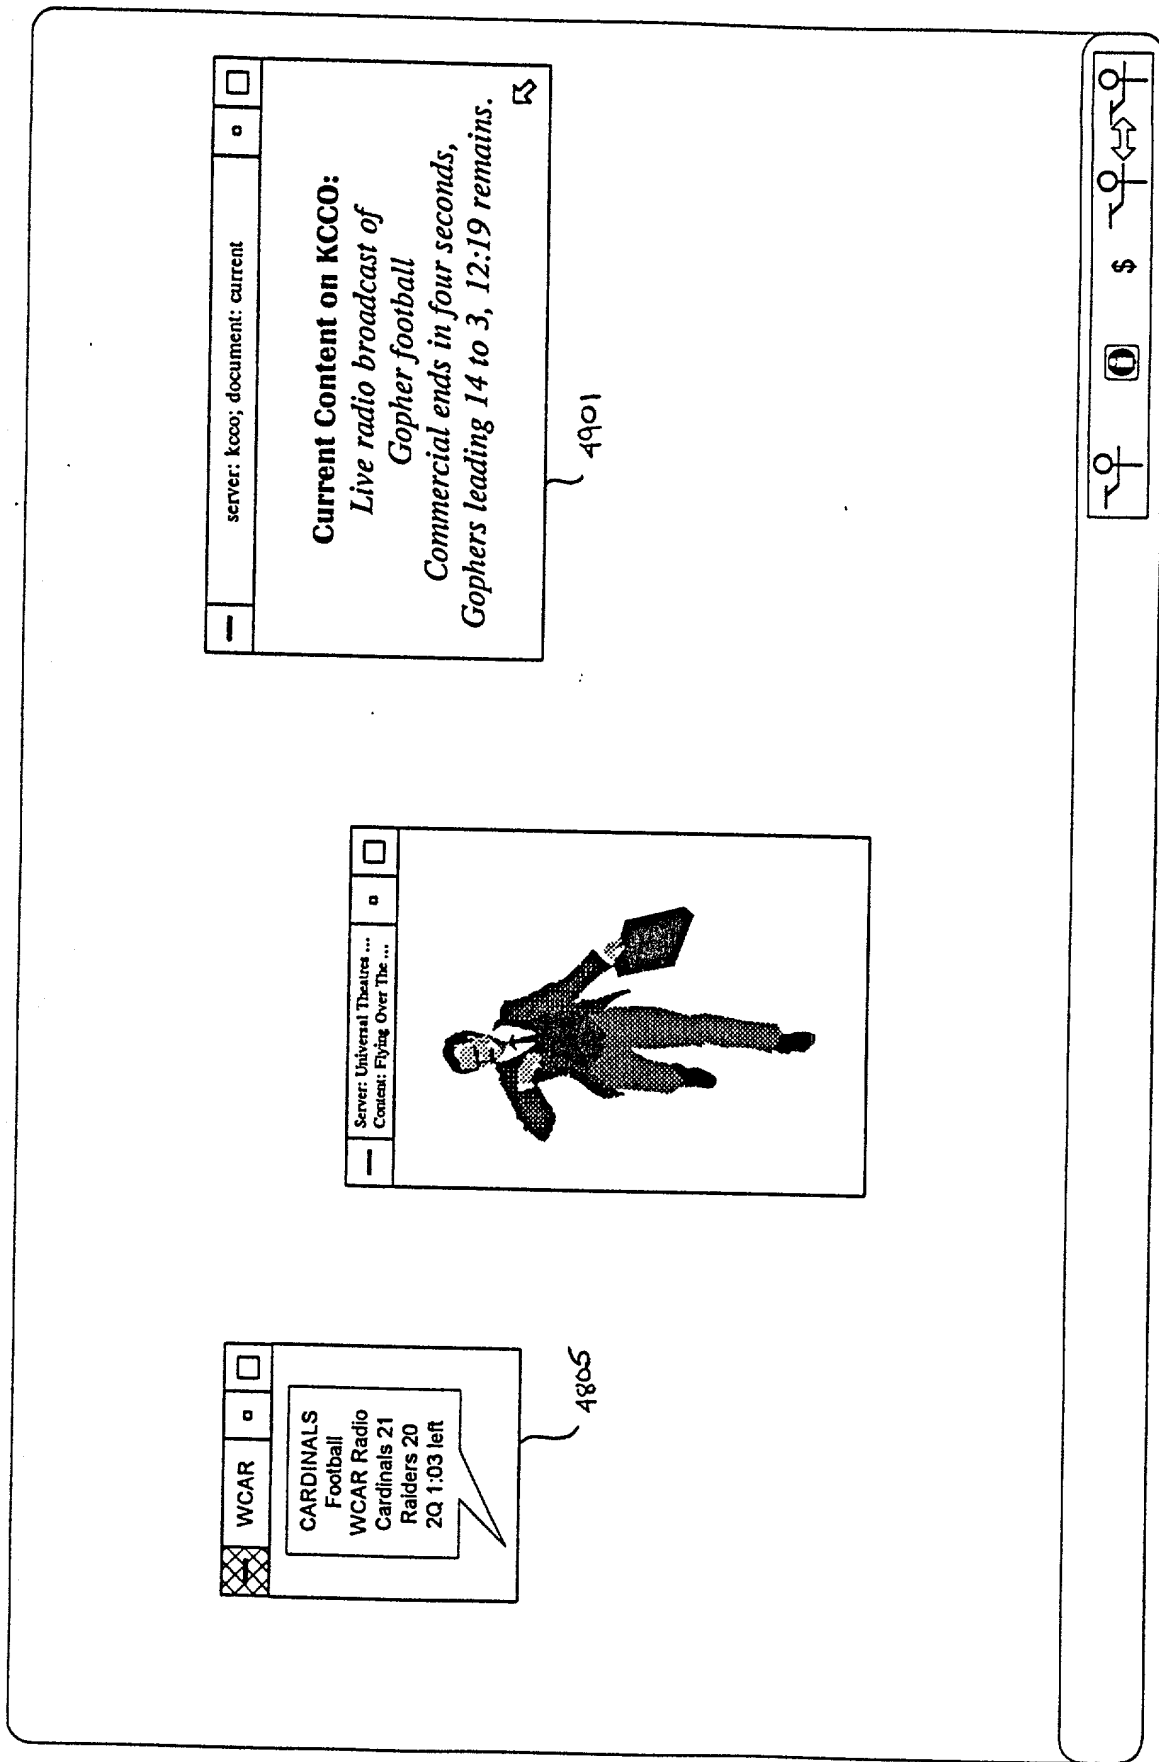 WCAR
CARDINALS
Football
WCAR Radio
Cardinals 21
Raiders 20
2Q 1:03 left
4805
Server: Universal Theatres ...
Content: Flying Over The ...
server: kcco; document: current
Current Content on KCCO:
Live radio broadcast of
Gopher football
Commercial ends in four seconds,
Gophers leading 14 to 3, 12:19 remains.
4901
$